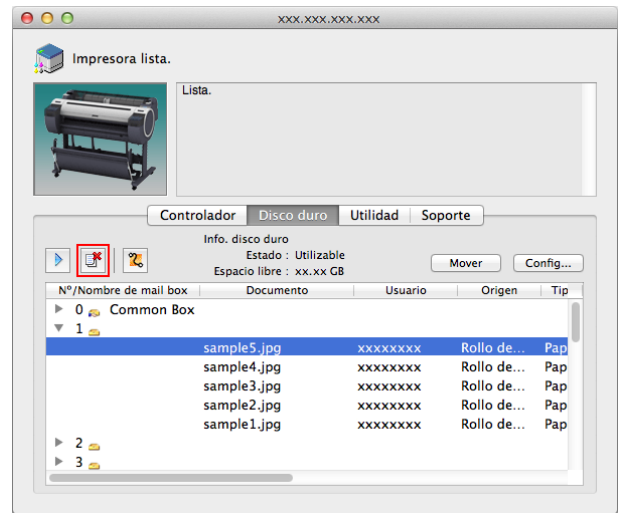 xxx.xxx.xxx.xxx
Impresora lista.
Lista.
Controlador Disco duro Utilidad Soporte
Info. disco duro
Estado : Utilizable
Espacio libre : xx.xx GB
Mover Config...
Nº/Nombre de mail box Documento Usuario Origen Tip
0 Common Box
1
sample5.jpg xxxxxxxx Rollo de... Pap
sample4.jpg xxxxxxxx Rollo de... Pap
sample3.jpg xxxxxxxx Rollo de... Pap
sample2.jpg xxxxxxxx Rollo de... Pap
sample1.jpg xxxxxxxx Rollo de... Pap
2
3